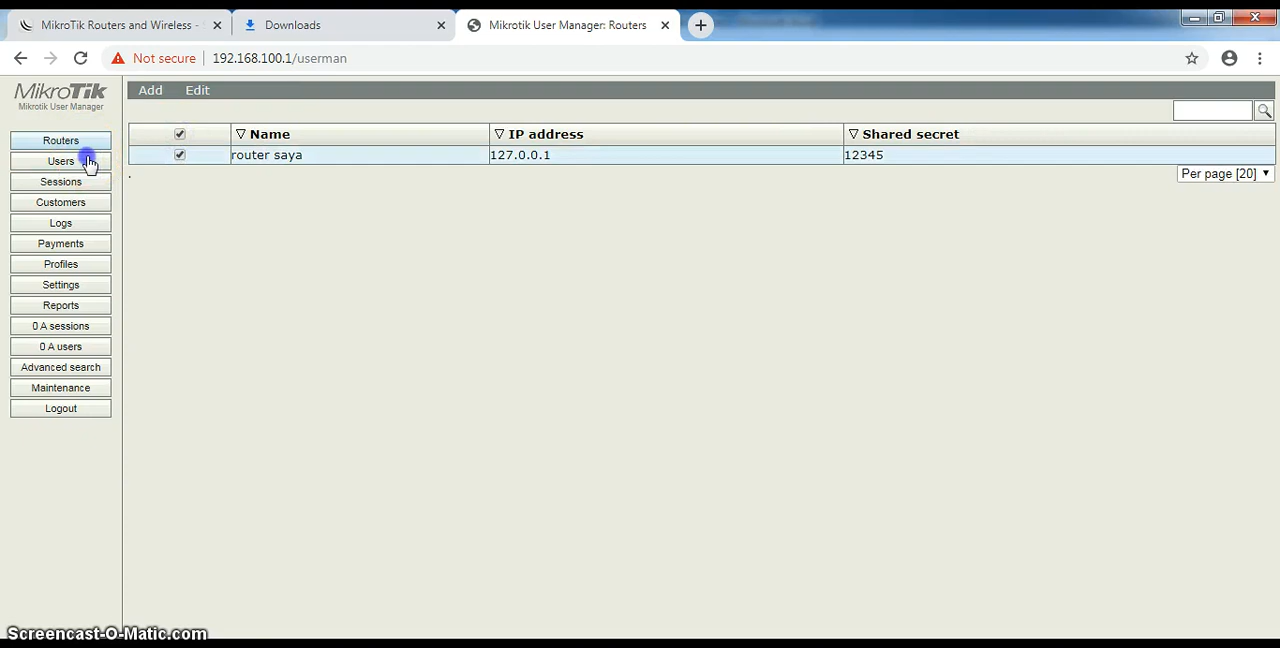 MikroTik Routers and Wireless -
Downloads
Mikrotik User Manager: Routers
Not secure
192.168.100.1/userman
MikroTik
Mikrotik User Manager
Add
Edit
Name
IP address
Shared secret
router saya
127.0.0.1
12345
Per page [20]
Routers
Users
Sessions
Customers
Logs
Payments
Profiles
Settings
Reports
0 A sessions
0 A users
Advanced search
Maintenance
Logout
Screencast-O-Matic.com